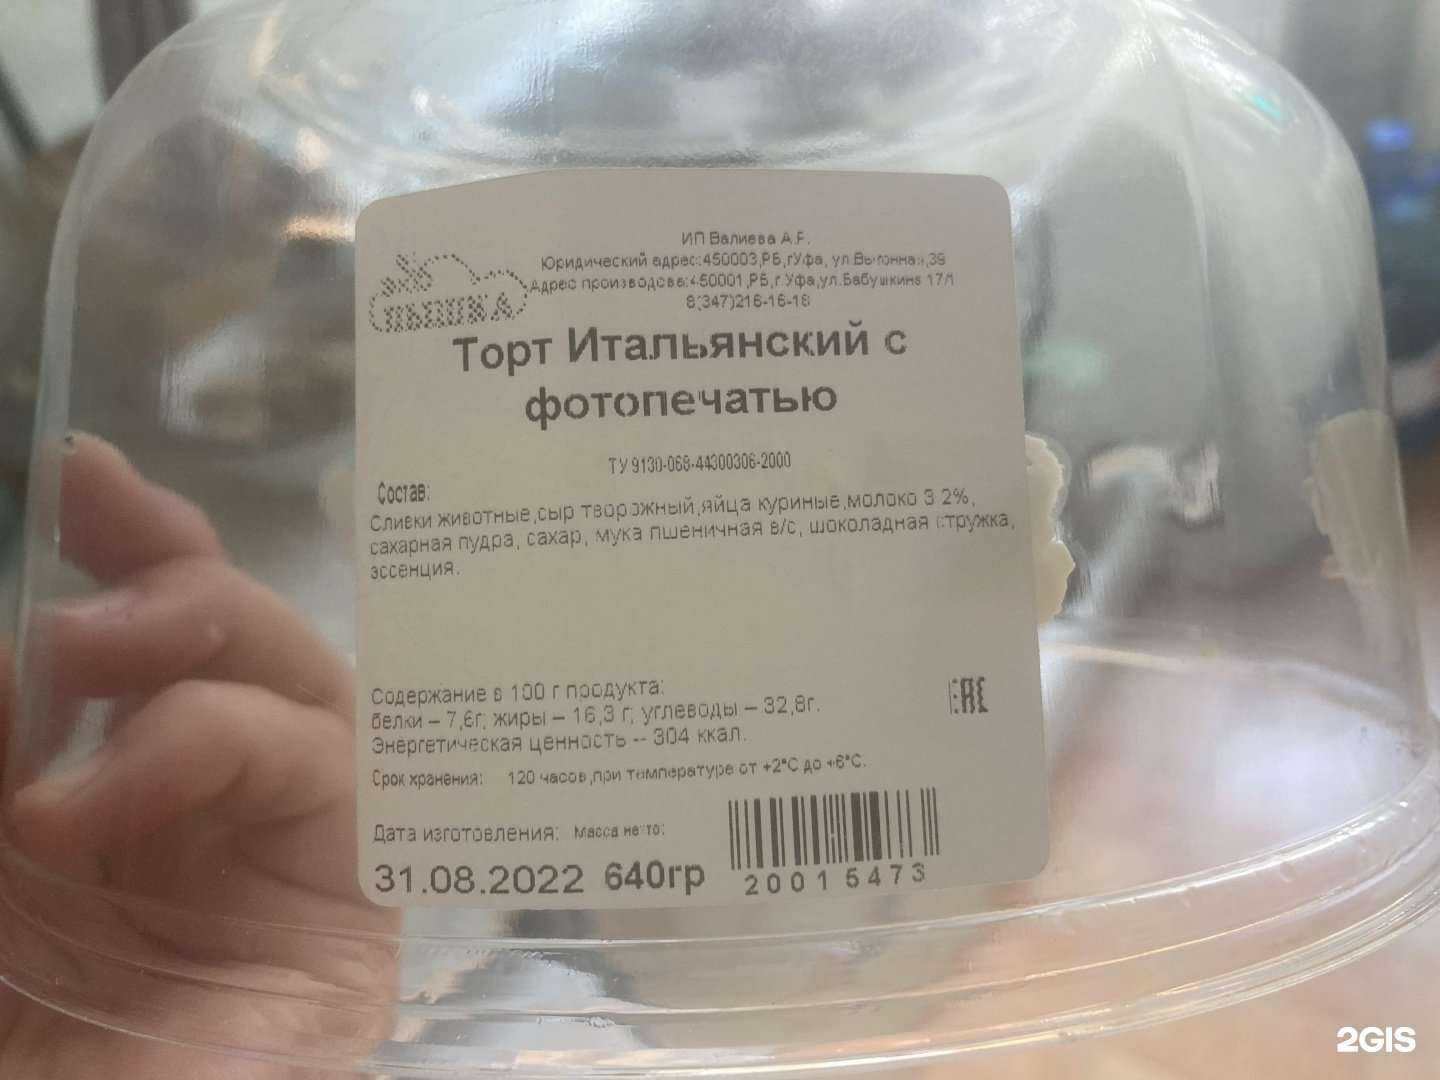 ИП Валиева А.Р.
Юридический адрес:450003,РБ,гУфа, ул.Выгонная,39
Адрес производсва:450001,РБ,г.Уфа,ул.Бабушкина 17/1
8(347)216-16-18
ПЫШКА
Торт Итальянский с
фотопечатью
ТУ 9130-068-44300306-2000
Состав:
Сливки животные,сыр творожный,яйца куриные,молоко 3.2%,
сахарная пудра, сахар, мука пшеничная в/с, шоколадная стружка,
эссенция.
Содержание в 100 г продукта:
белки – 7,6г; жиры – 16,3 г; углеводы – 32,8г.
Энергетическая ценность -- 304 ккал.
EAC
Срок хранения: 120 часов,при температуре от +2°С до +6°С.
Дата изготовления: Масса нетто:
31.08.2022 640гр
20015473
2GIS